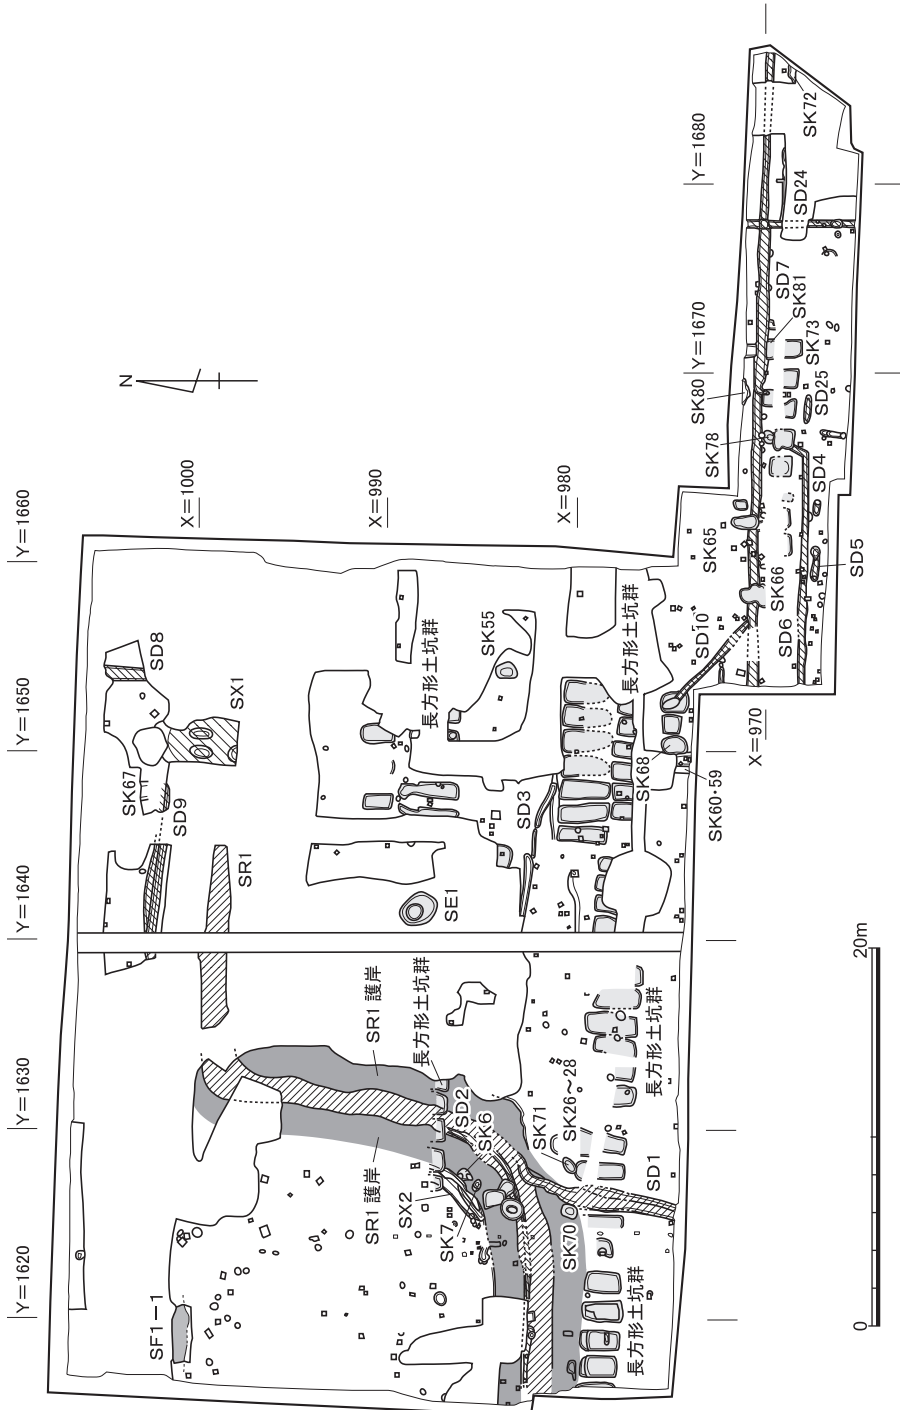 N
Y=1620
Y=1630
Y=1640
Y=1650
Y=1660
Y=1670
Y=1680
X=1000
X=990
X=980
X=970
SF1-1
SR1 護岸
SR1 護岸
長方形土坑群
SX2
SK7
SD2
SK6
SK71
SK26〜28
SK70
SD1
長方形土坑群
長方形土坑群
SR1
SE1
SD9
SK67
SX1
SD8
長方形土坑群
SK55
SD3
長方形土坑群
SK68
SK60・59
SD10
SK65
SK66
SD6
SD5
SD4
SK78
SK80
SD25
SK73
SK81
SD7
SD24
SK72
0
20m